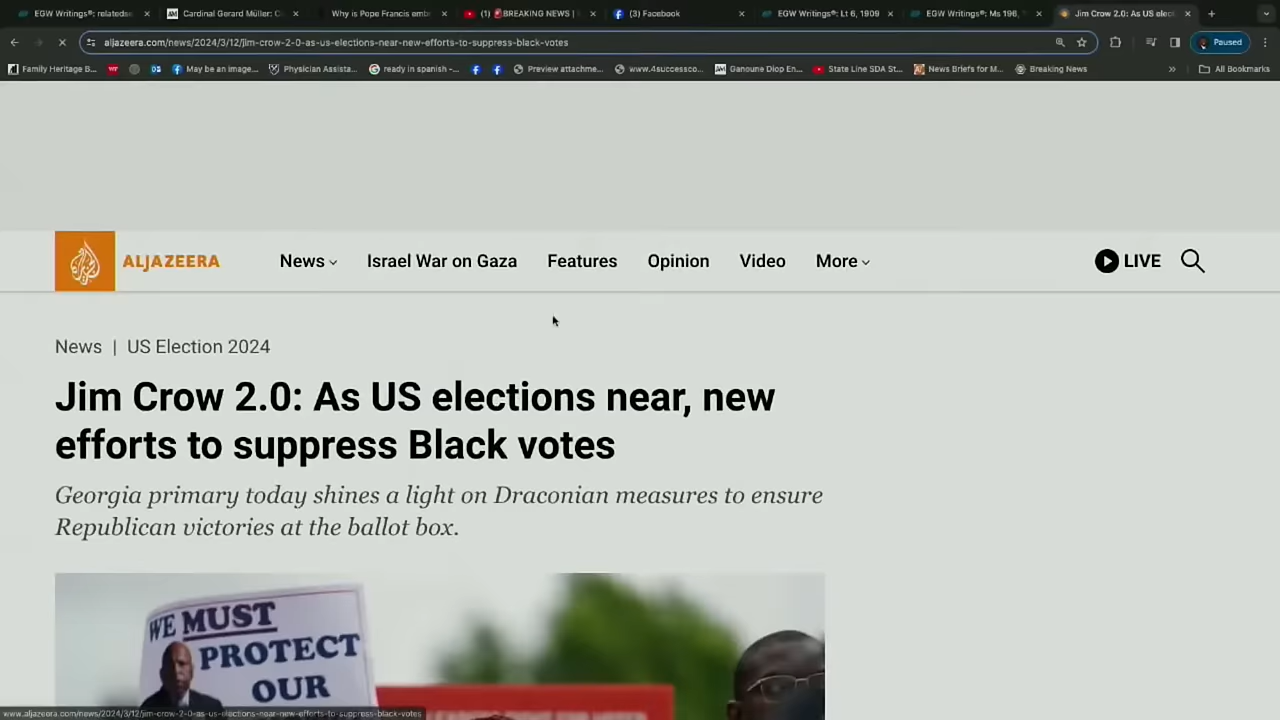 EGW Writings®: relatedse
Cardinal Gerard Müller: C
Why is Pope Francis emb
(1) 🚨BREAKING NEWS |
(3) Facebook
EGW Writings®: Lt 6, 1909
EGW Writings®: Ms 196,
Jim Crow 2.0: As US elec
aljazeera.com/news/2024/3/12/jim-crow-2-0-as-us-elections-near-new-efforts-to-suppress-black-votes
Paused
Family Heritage B...
May be an image...
Physician Assista...
ready in spanish -...
Preview attachme...
www.4successco...
Ganoune Diop En...
State Line SDA St...
News Briefs for M...
Breaking News
All Bookmarks
ALJAZEERA
News
Israel War on Gaza
Features
Opinion
Video
More
LIVE
News | US Election 2024
Jim Crow 2.0: As US elections near, new
efforts to suppress Black votes
Georgia primary today shines a light on Draconian measures to ensure
Republican victories at the ballot box.
WE MUST
PROTECT
OUR
www.aljazeera.com/news/2024/3/12/jim-crow-2-0-as-us-elections-near-new-efforts-to-suppress-black-votes